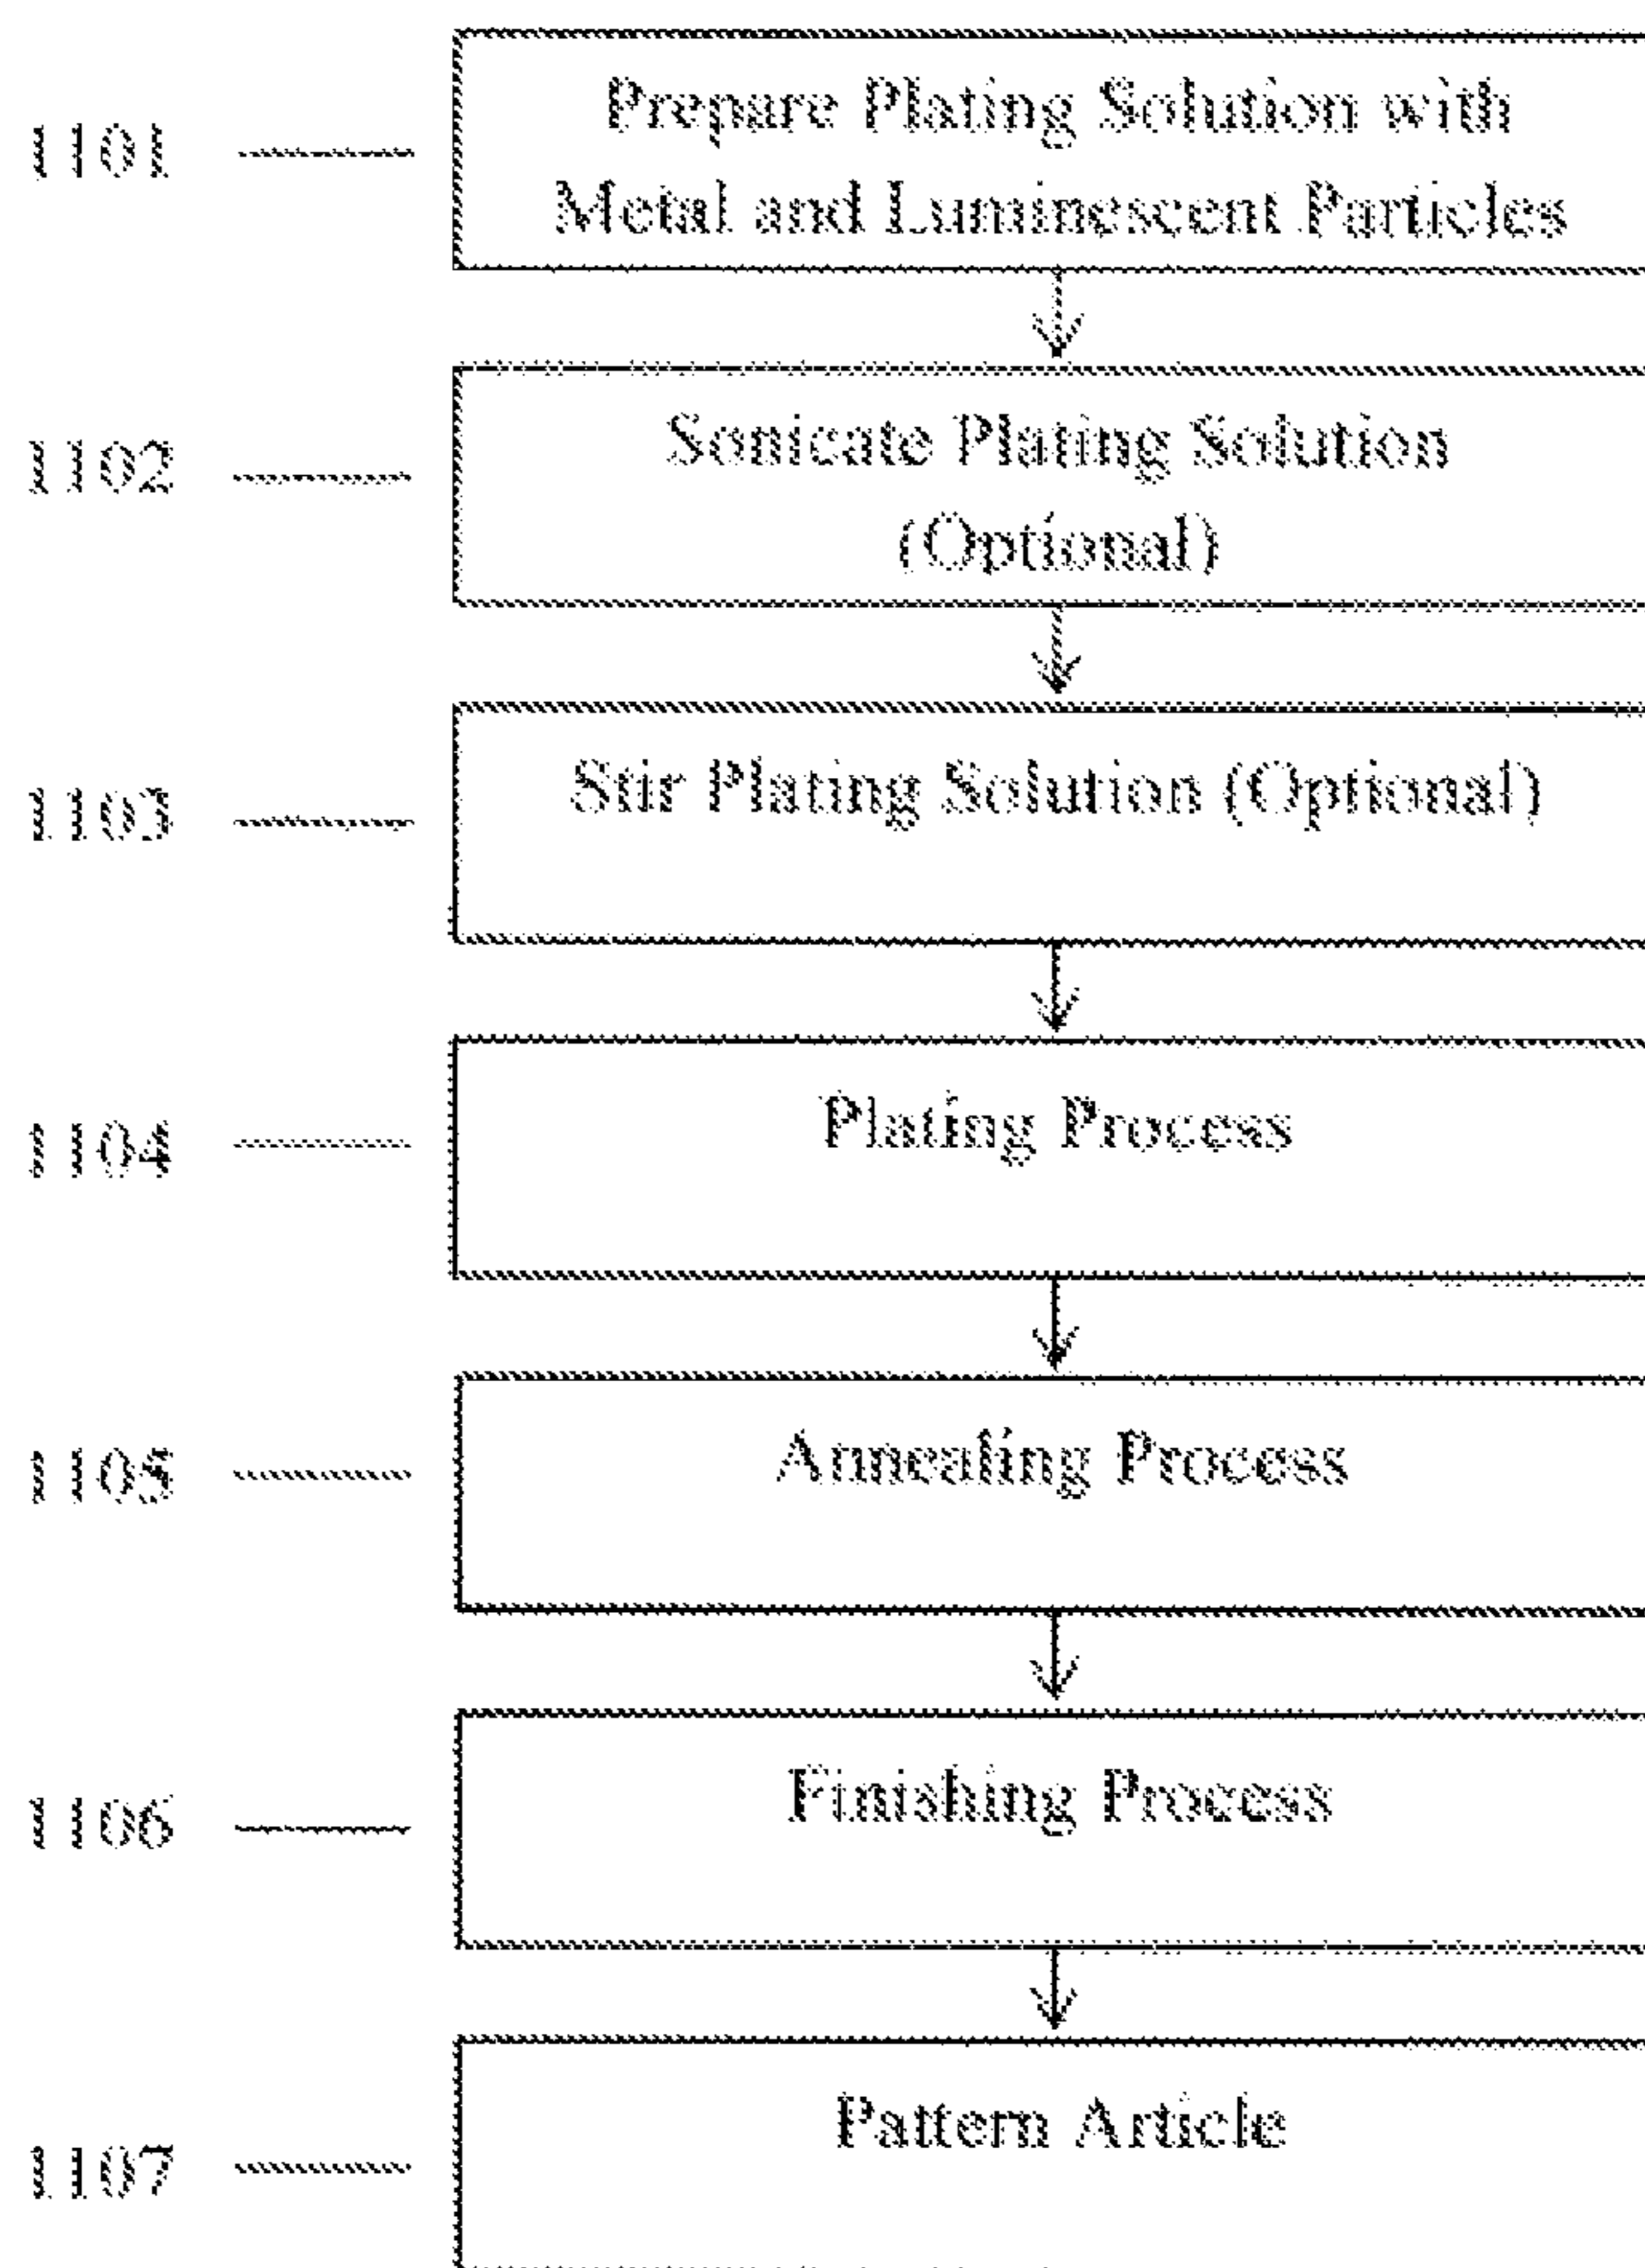 1101
Prepare Plating Solution with
Metal and Luminescent Particles
1102
Sonicate Plating Solution
(Optional)
1103
Stir Plating Solution (Optional)
1104
Plating Process
1105
Annealing Process
1106
Finishing Process
1107
Pattern Article